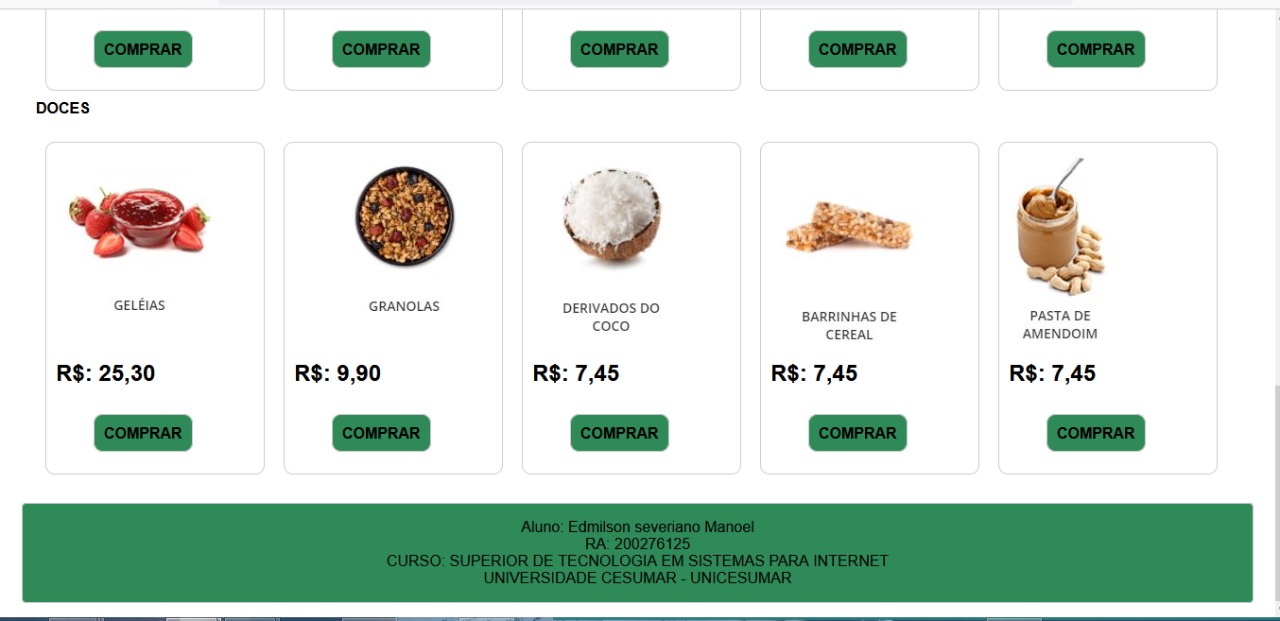 COMPRAR COMPRAR COMPRAR COMPRAR COMPRAR
DOCES
GELÉIAS GRANOLAS DERIVADOS DO BARRINHAS DE PASTA DE
COCO CEREAL AMENDOIM
R$: 25,30 R$: 9,90 R$: 7,45 R$: 7,45 R$: 7,45
COMPRAR COMPRAR COMPRAR COMPRAR COMPRAR
Aluno: Edmilson severiano Manoel
RA: 200276125
CURSO: SUPERIOR DE TECNOLOGIA EM SISTEMAS PARA INTERNET
UNIVERSIDADE CESUMAR - UNICESUMAR